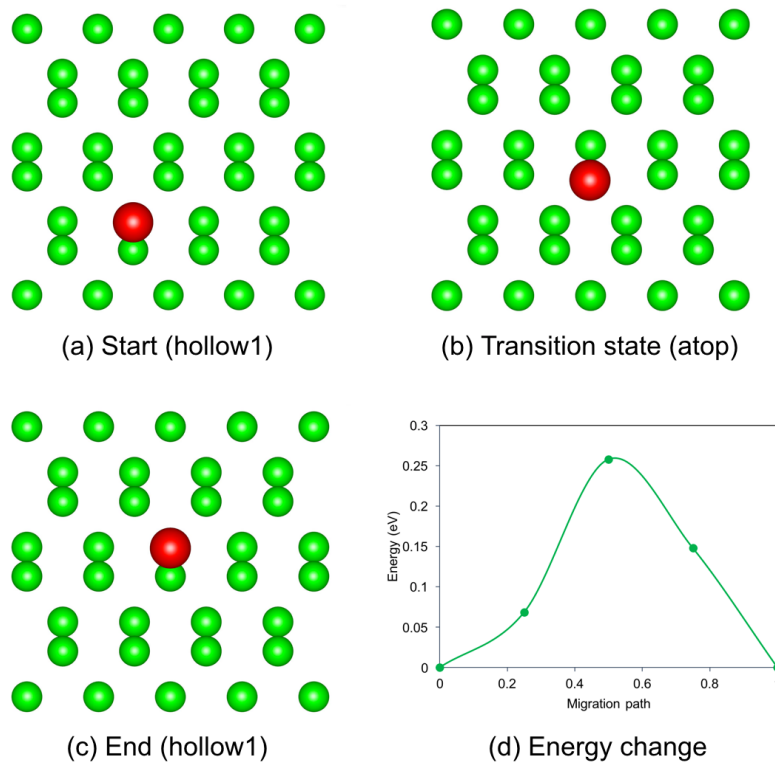 (a) Start (hollow1)
(b) Transition state (atop)
0.3
0.25
0.2
0.15
0.1
0.05
0
Energy (eV)
0 0.2 0.4 0.6 0.8
Migration path
(c) End (hollow1)
(d) Energy change